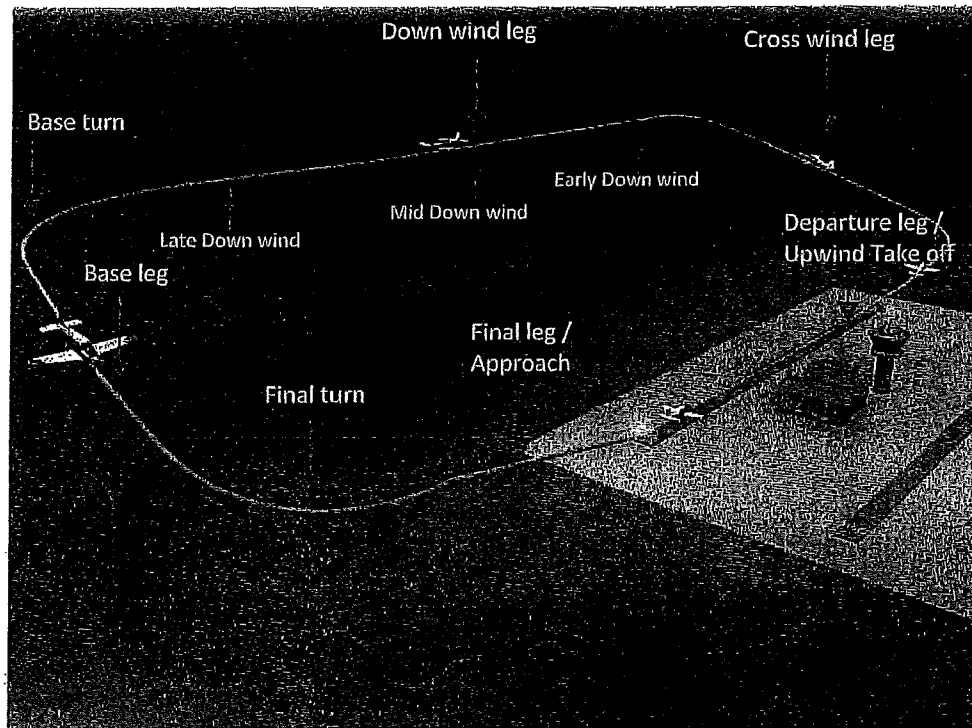 Down wind leg
Cross wind leg
Base turn
Early Down wind
Mid Down wind
Late Down wind
Departure leg /
Upwind Take off
Base leg
Final leg /
Approach
Final turn